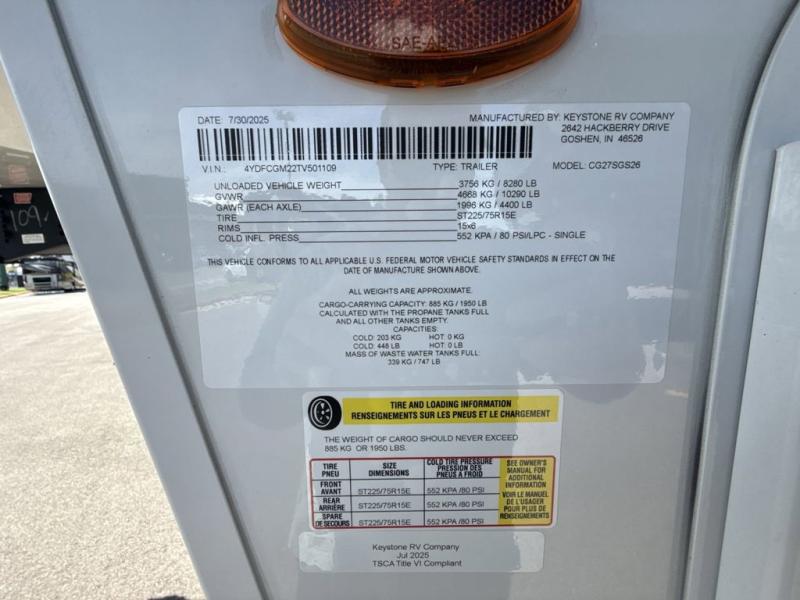 SAE-A
109
DATE: 7/30/2025 MANUFACTURED BY: KEYSTONE RV COMPANY
2642 HACKBERRY DRIVE
GOSHEN, IN 46526
V.I.N.: 4YDFCGM22TV501109 TYPE: TRAILER MODEL: CG27SGS26
UNLOADED VEHICLE WEIGHT 3756 KG / 8280 LB
GVWR 4668 KG / 10290 LB
GAWR (EACH AXLE) 1996 KG / 4400 LB
TIRE ST225/75R15E
RIMS 15x6
COLD INFL. PRESS 552 KPA / 80 PSI/LPC - SINGLE
THIS VEHICLE CONFORMS TO ALL APPLICABLE U.S. FEDERAL MOTOR VEHICLE SAFETY STANDARDS IN EFFECT ON THE
DATE OF MANUFACTURE SHOWN ABOVE.
ALL WEIGHTS ARE APPROXIMATE.
CARGO-CARRYING CAPACITY: 885 KG / 1950 LB
CALCULATED WITH THE PROPANE TANKS FULL
AND ALL OTHER TANKS EMPTY.
CAPACITIES:
COLD: 203 KG HOT: 0 KG
COLD: 448 LB HOT: 0 LB
MASS OF WASTE WATER TANKS FULL:
339 KG / 747 LB
TIRE AND LOADING INFORMATION
RENSEIGNEMENTS SUR LES PNEUS ET LE CHARGEMENT
THE WEIGHT OF CARGO SHOULD NEVER EXCEED
885 KG OR 1950 LBS.
TIRE
PNEU
SIZE
DIMENSIONS
COLD TIRE PRESSURE
PRESSION DES
PNEUS A FROID
FRONT
AVANT
ST225/75R15E 552 KPA /80 PSI
REAR
ARRIÈRE
ST225/75R15E 552 KPA /80 PSI
SPARE
DE SECOURS
ST225/75R15E 552 KPA /80 PSI
SEE OWNER'S
MANUAL FOR
ADDITIONAL
INFORMATION
VOIR LE MANUEL
DE L'USAGER
POUR PLUS DE
RENSEIGNEMENTS
Keystone RV Company
Jul 2025
TSCA Title VI Compliant